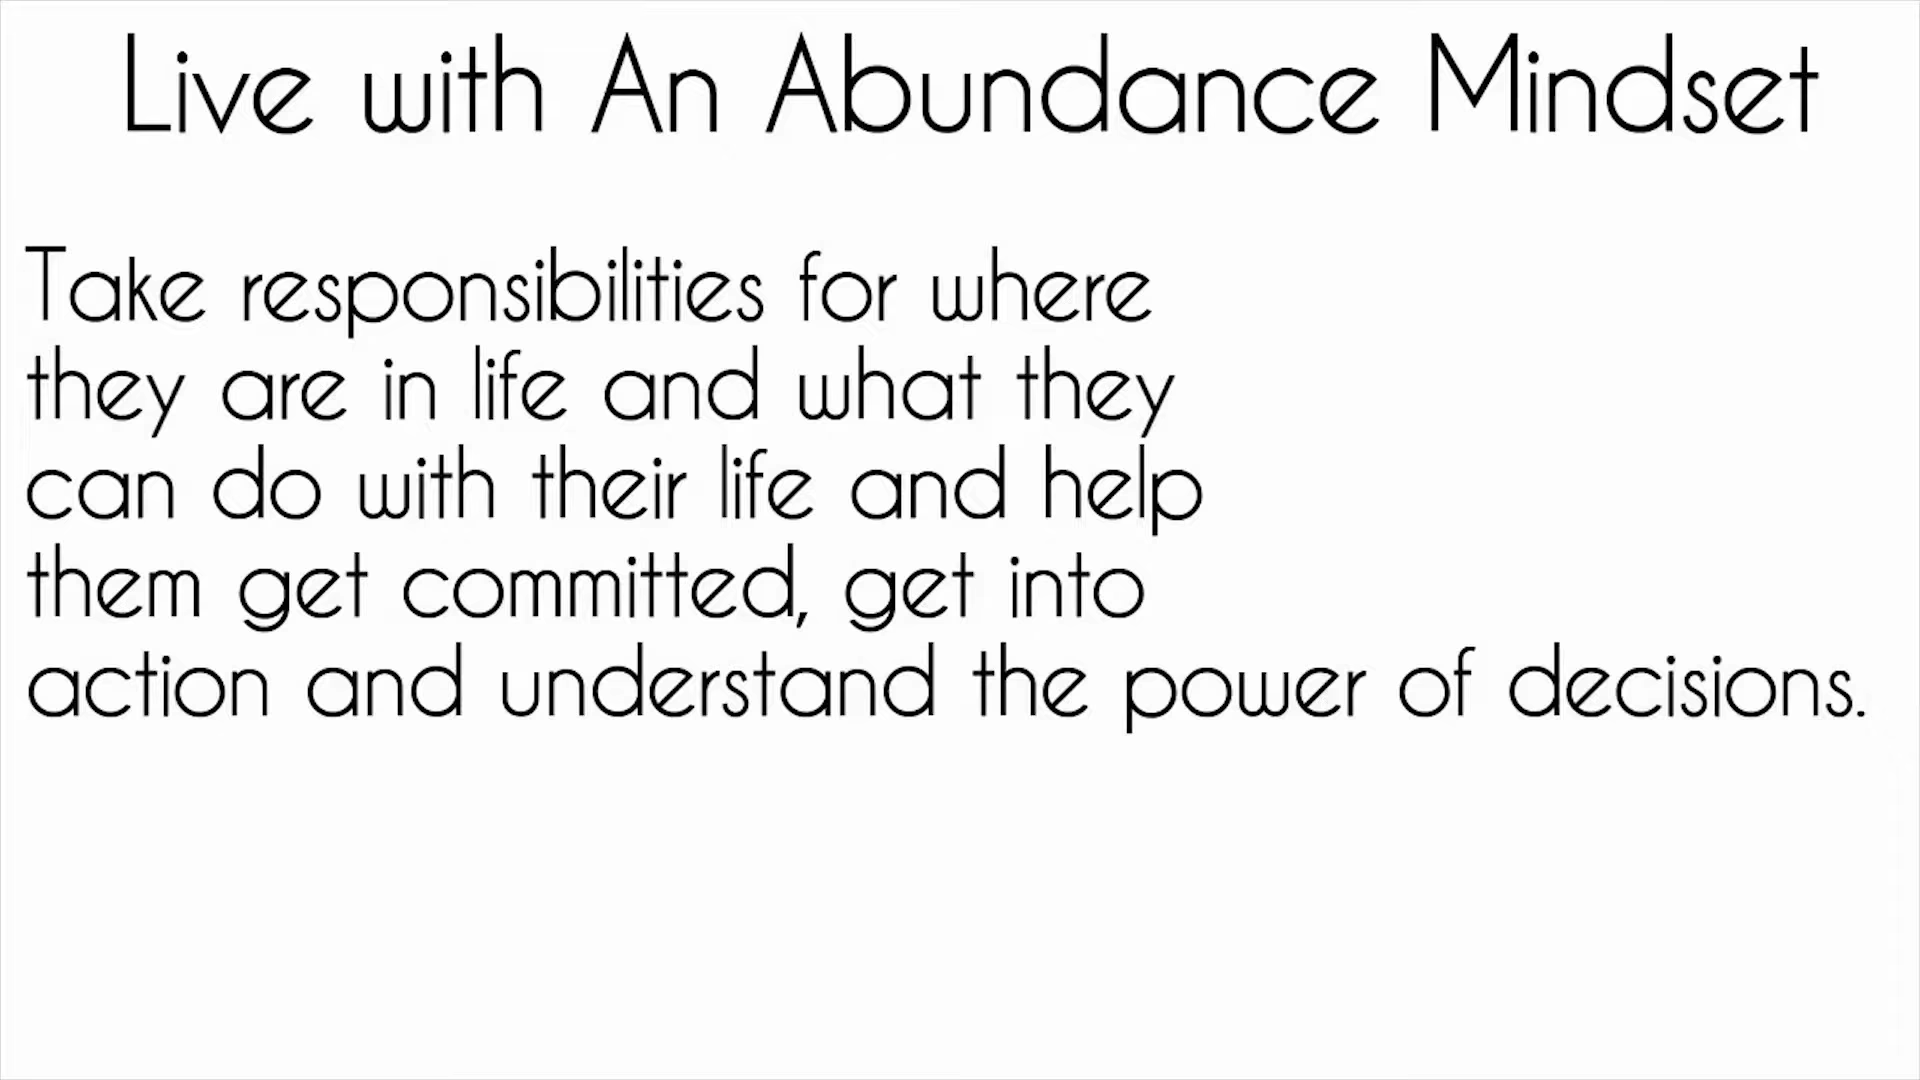 Live with An Abundance Mindset
Take responsibilities for where
they are in life and what they
can do with their life and help
them get committed, get into
action and understand the power of decisions.